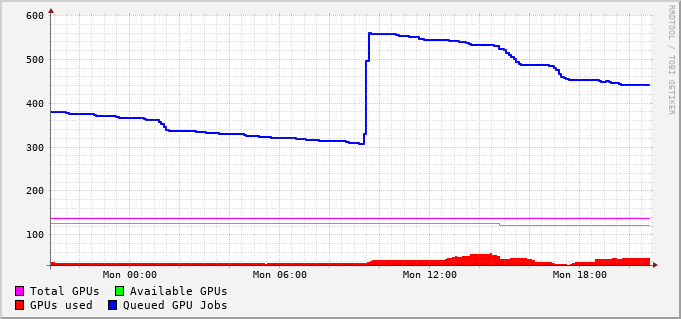 600
500
400
300
200
100
Mon 00:00 Mon 06:00 Mon 12:00 Mon 18:00
Total GPUs Available GPUs
GPUs used Queued GPU Jobs
RRDTOOL / TOBI OETIKER